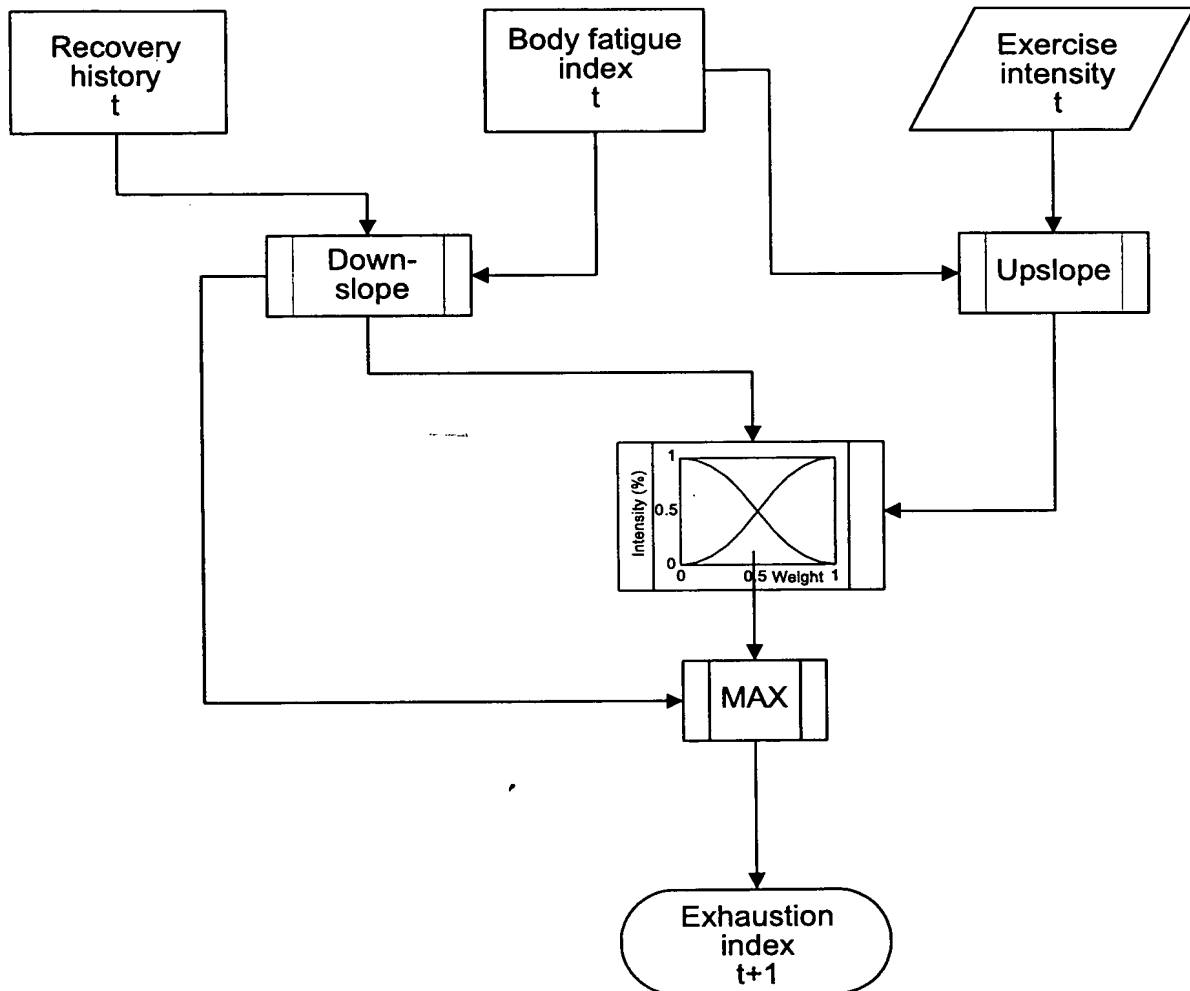 Recovery
history
t
Body fatigue
index
t
Exercise
intensity
t
Down-
slope
Upslope
Intensity (%)
1
0.5
0
0
0.5
Weight
1
MAX
Exhaustion
index
t+1